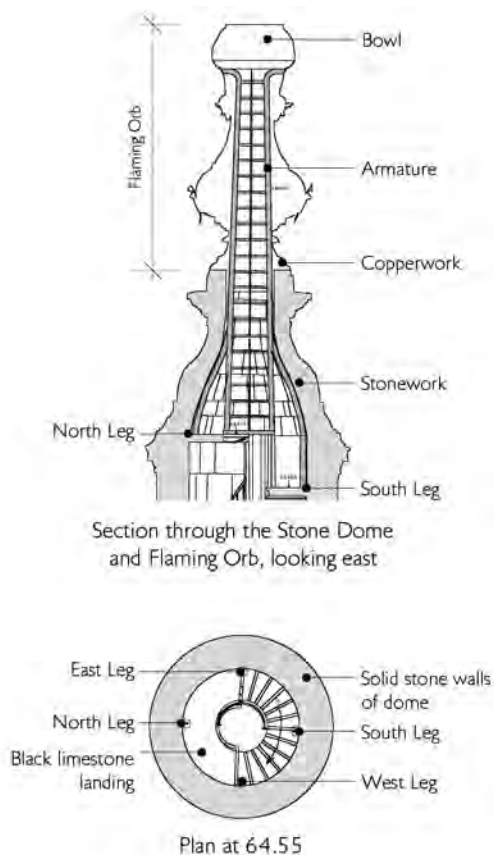 Bowl
Flaming Orb
Armature
Copperwork
Stonework
North Leg
South Leg
Section through the Stone Dome
and Flaming Orb, looking east
East Leg
Solid stone walls
of dome
North Leg
South Leg
Black limestone
landing
West Leg
Plan at 64.55